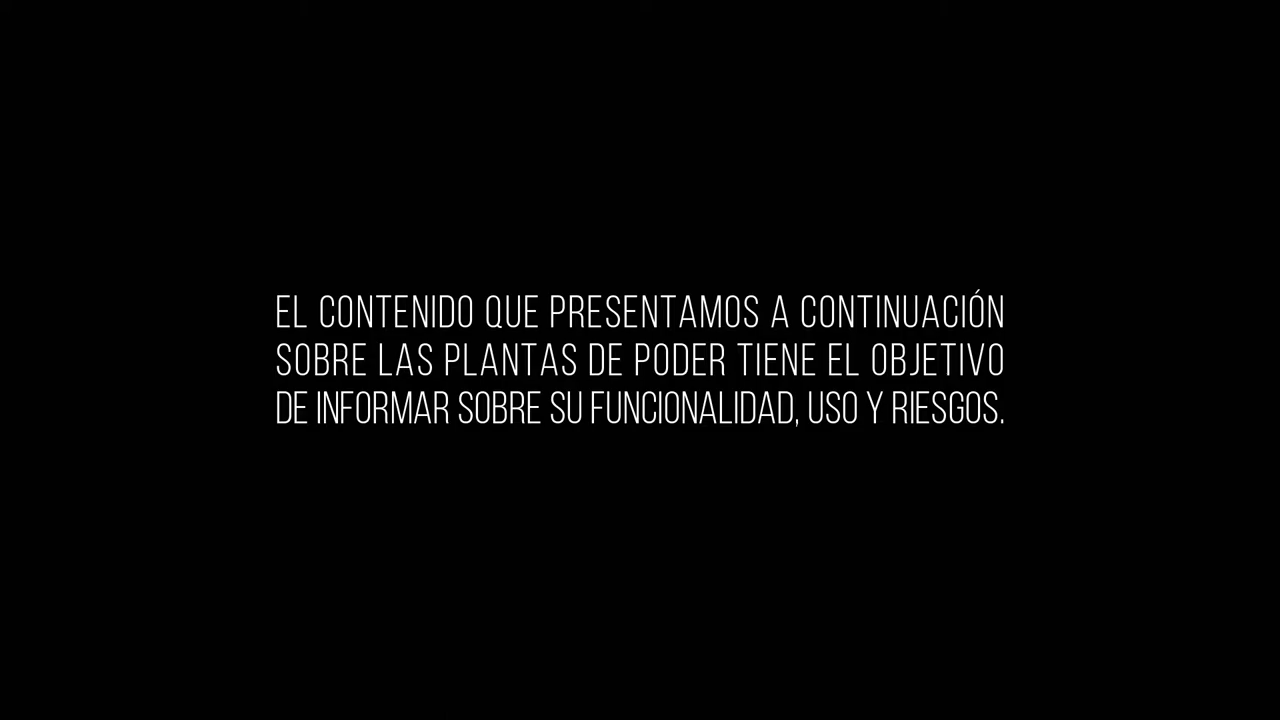 EL CONTENIDO QUE PRESENTAMOS A CONTINUACIÓN
SOBRE LAS PLANTAS DE PODER TIENE EL OBJETIVO
DE INFORMAR SOBRE SU FUNCIONALIDAD, USO Y RIESGOS.